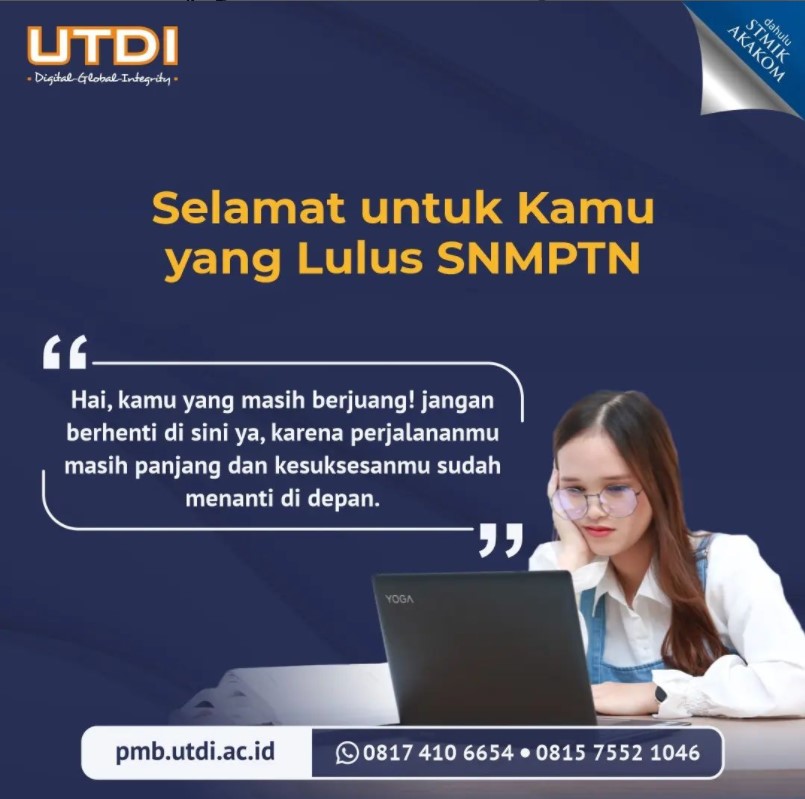 UTDI
• Digital-Global-Integrity •
dahulu
STMIK
AKAKOM
Selamat untuk Kamu
yang Lulus SNMPTN
“
Hai, kamu yang masih berjuang! jangan
berhenti di sini ya, karena perjalananmu
masih panjang dan kesuksesanmu sudah
menanti di depan.
”
YOGA
pmb.utdi.ac.id
0817 410 6654 • 0815 7552 1046